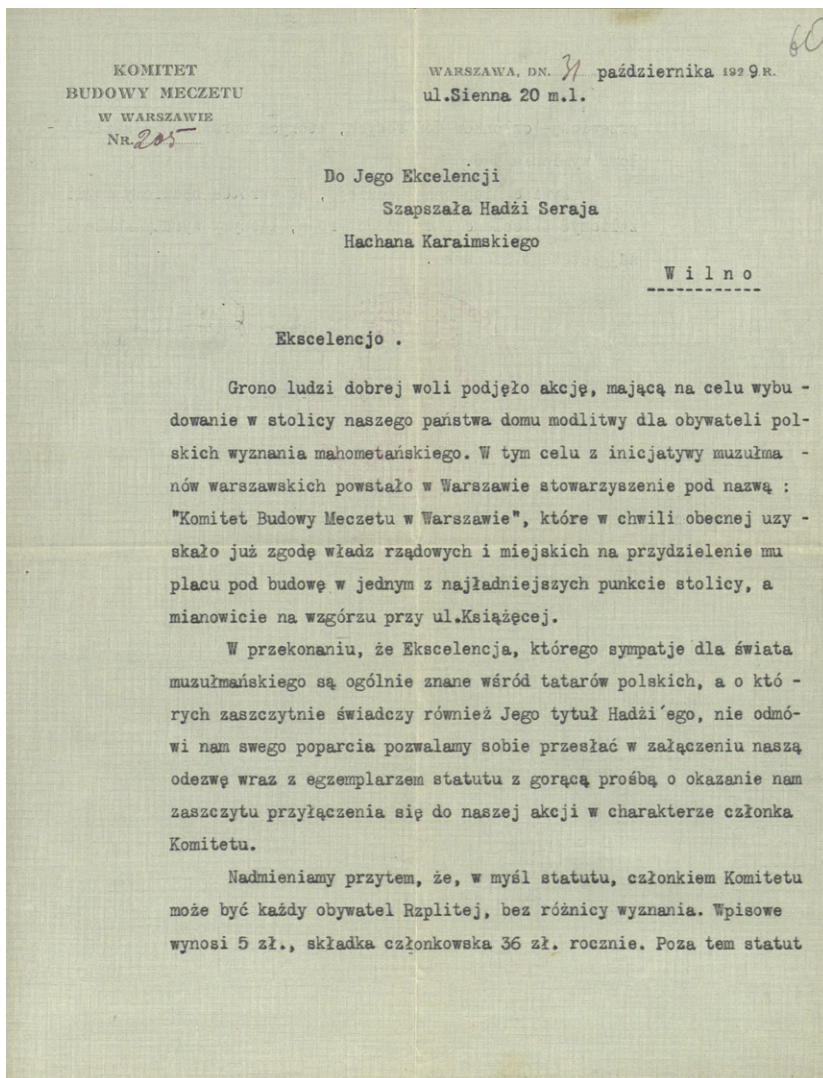 60
KOMITET
BUDOWY MECZETU
W WARSZAWIE
NR. 205
WARSZAWA, DN. 31 października 1929 R.
ul.Sienna 20 m.l.
Do Jego Ekcelencji
Szapszała Hadżi Seraja
Hachana Karaimskiego
W i l n o
Ekscelencjo .
Grono ludzi dobrej woli podjęło akcję, mającą na celu wybu -
dowanie w stolicy naszego państwa domu modlitwy dla obywateli pol-
skich wyznania mahometańskiego. W tym celu z inicjatywy muzułma -
nów warszawskich powstało w Warszawie stowarzyszenie pod nazwą :
"Komitet Budowy Meczetu w Warszawie", które w chwili obecnej uzy -
skało już zgodę władz rządowych i miejskich na przydzielenie mu
placu pod budowę w jednym z najładniejszych punkcie stolicy, a
mianowicie na wzgórzu przy ul.Książęcej.
W przekonaniu, że Ekscelencja, którego sympatje dla świata
muzułmańskiego są ogólnie znane wśród tatarów polskich, a o któ -
rych zaszczytnie świadczy również Jego tytuł Hadżi'ego, nie odmó-
wi nam swego poparcia pozwalamy sobie przesłać w załączeniu naszą
odezwę wraz z egzemplarzem statutu z gorącą prośbą o okazanie nam
zaszczytu przyłączenia się do naszej akcji w charakterze członka
Komitetu.
Nadmieniamy przytem, że, w myśl statutu, członkiem Komitetu
może być każdy obywatel Rzplitej, bez różnicy wyznania. Wpisowe
wynosi 5 zł., składka członkowska 36 zł. rocznie. Poza tem statut